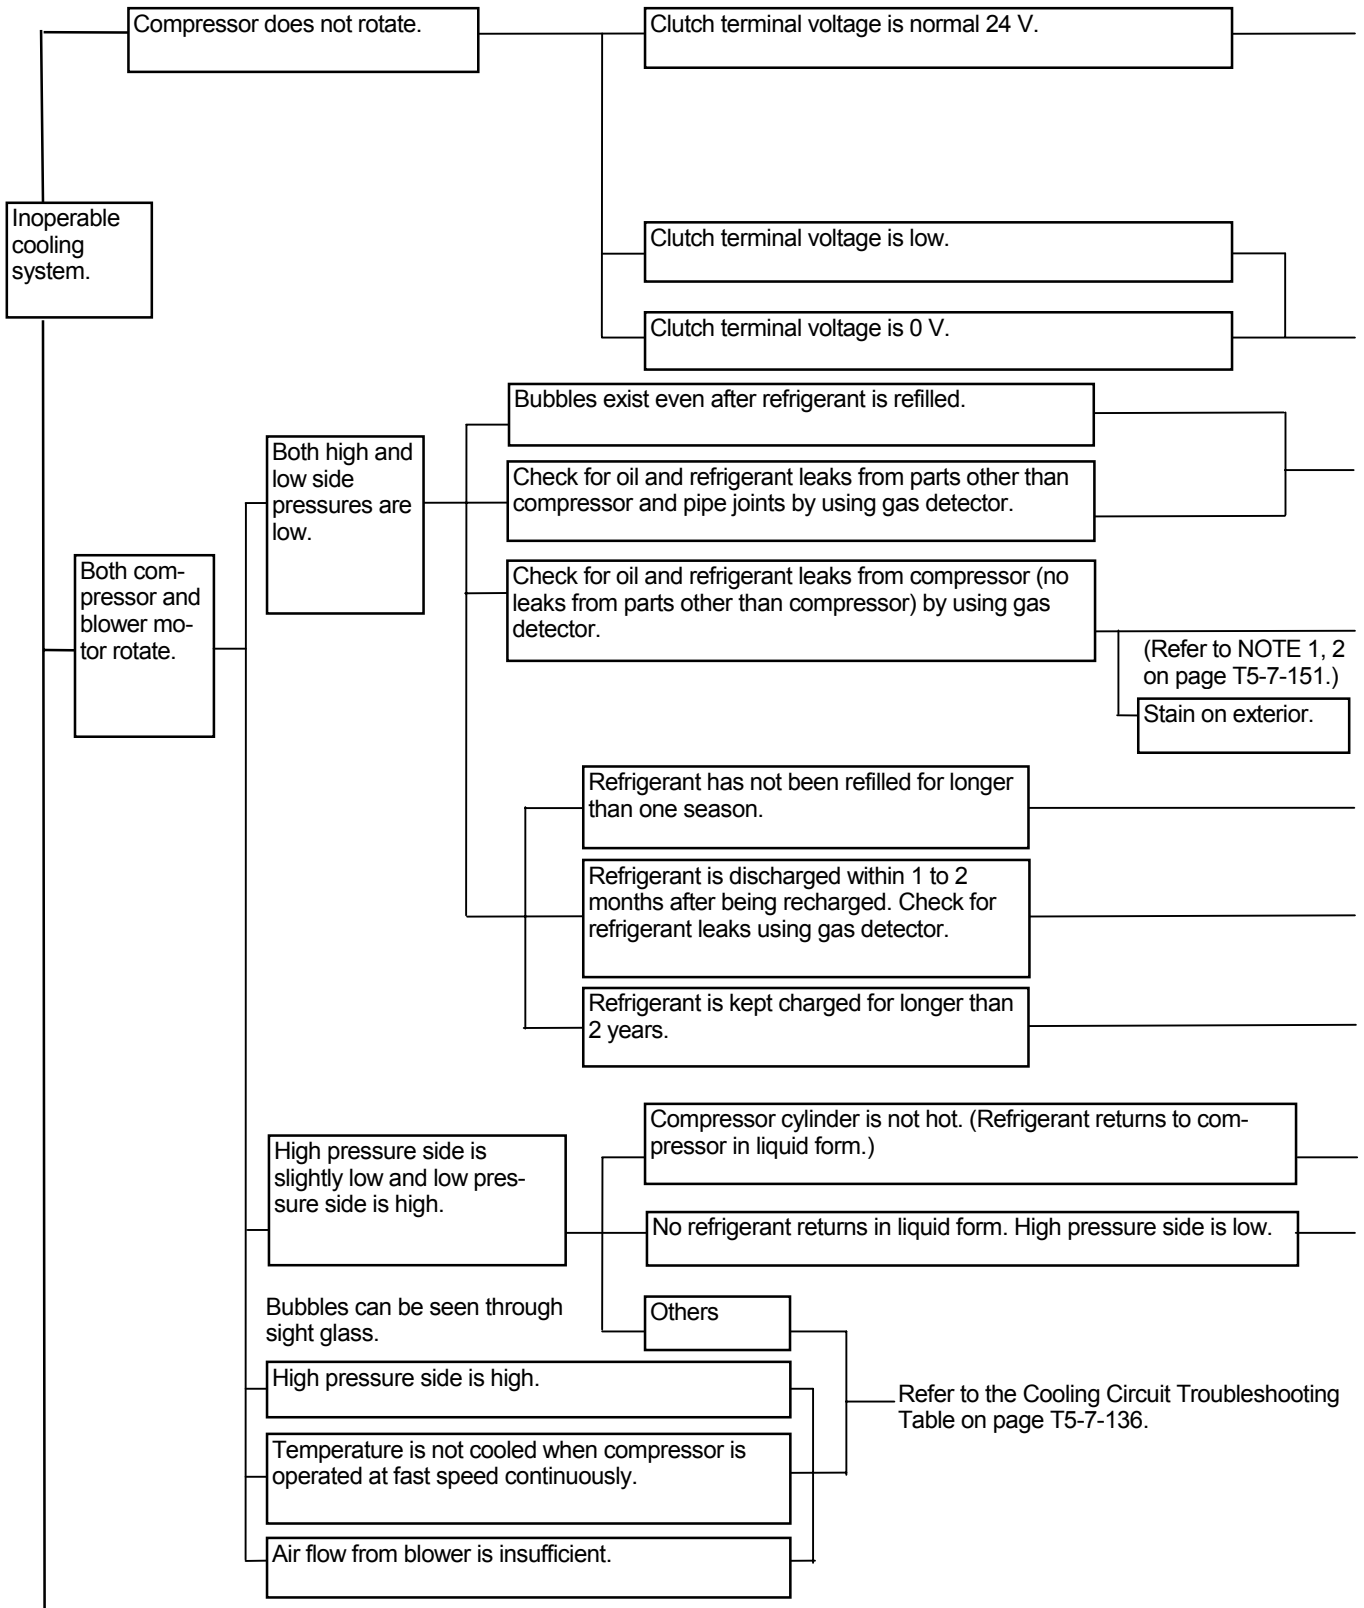 Compressor does not rotate.
Clutch terminal voltage is normal 24 V.
Inoperable
cooling
system.
Clutch terminal voltage is low.
Clutch terminal voltage is 0 V.
Both com-
pressor and
blower mo-
tor rotate.
Both high and
low side
pressures are
low.
Bubbles exist even after refrigerant is refilled.
Check for oil and refrigerant leaks from parts other than
compressor and pipe joints by using gas detector.
Check for oil and refrigerant leaks from compressor (no
leaks from parts other than compressor) by using gas
detector.
(Refer to NOTE 1, 2
on page T5-7-151.)
Stain on exterior.
Refrigerant has not been refilled for longer
than one season.
Refrigerant is discharged within 1 to 2
months after being recharged. Check for
refrigerant leaks using gas detector.
Refrigerant is kept charged for longer than
2 years.
High pressure side is
slightly low and low pres-
sure side is high.
Compressor cylinder is not hot. (Refrigerant returns to com-
pressor in liquid form.)
No refrigerant returns in liquid form. High pressure side is low.
Bubbles can be seen through
sight glass.
Others
High pressure side is high.
Refer to the Cooling Circuit Troubleshooting
Table on page T5-7-136.
Temperature is not cooled when compressor is
operated at fast speed continuously.
Air flow from blower is insufficient.